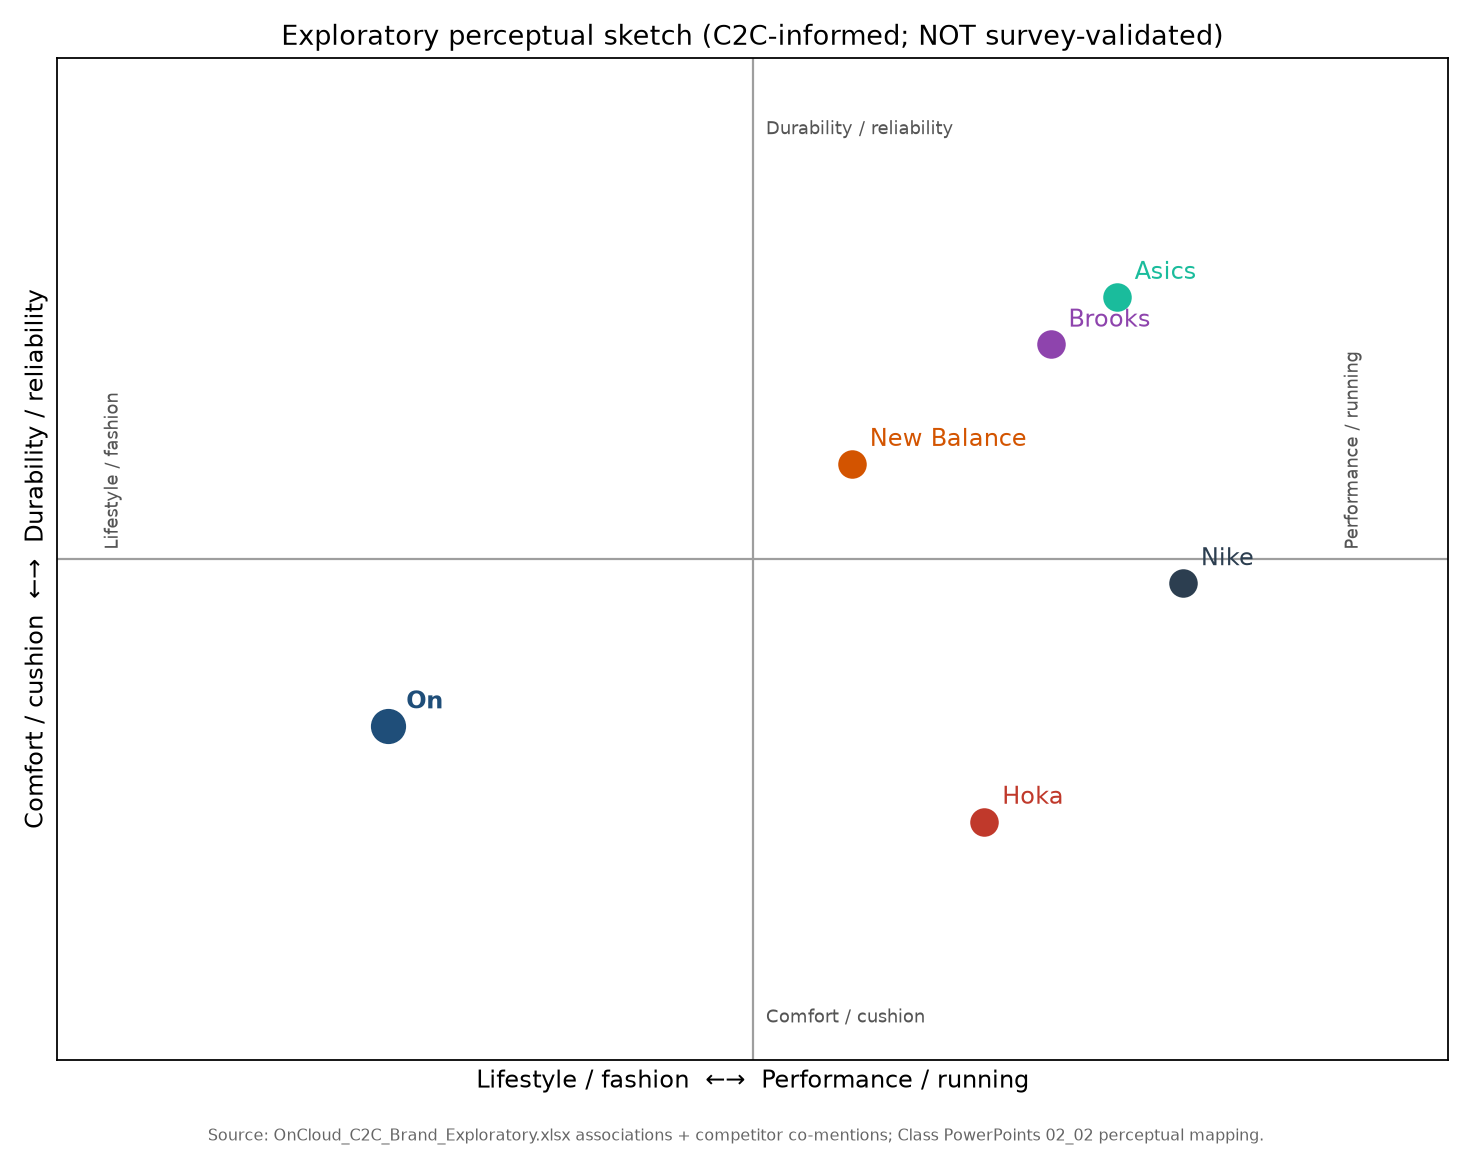 Exploratory perceptual sketch (C2C-informed; NOT survey-validated)
Durability / reliability
Asics
Brooks
New Balance
Lifestyle / fashion
Performance / running
Comfort / cushion ←→ Durability / reliability
Nike
On
Hoka
Comfort / cushion
Lifestyle / fashion ←→ Performance / running
Source: OnCloud_C2C_Brand_Exploratory.xlsx associations + competitor co-mentions; Class PowerPoints 02_02 perceptual mapping.